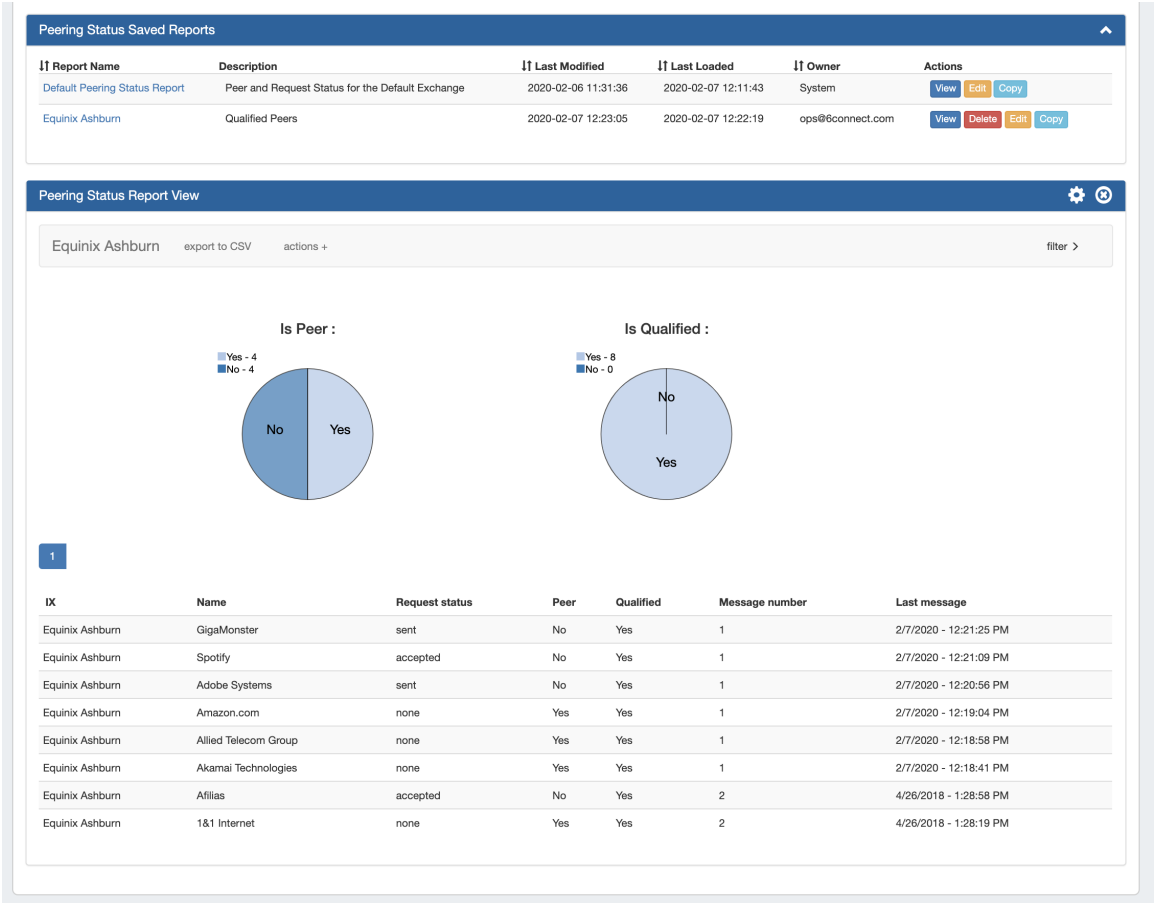 Peering Status Saved Reports
Report Name Description Last Modified Last Loaded Owner Actions
Default Peering Status Report Peer and Request Status for the Default Exchange 2020-02-06 11:31:36 2020-02-07 12:11:43 System View Edit Copy
Equinix Ashburn Qualified Peers 2020-02-07 12:23:05 2020-02-07 12:22:19 ops@6connect.com View Delete Edit Copy
Peering Status Report View
Equinix Ashburn export to CSV actions + filter >
Is Peer :
Yes - 4
No - 4
No Yes
Is Qualified :
Yes - 8
No - 0
No
Yes
1
IX Name Request status Peer Qualified Message number Last message
Equinix Ashburn GigaMonster sent No Yes 1 2/7/2020 - 12:21:25 PM
Equinix Ashburn Spotify accepted No Yes 1 2/7/2020 - 12:21:09 PM
Equinix Ashburn Adobe Systems sent No Yes 1 2/7/2020 - 12:20:56 PM
Equinix Ashburn Amazon.com none Yes Yes 1 2/7/2020 - 12:19:04 PM
Equinix Ashburn Allied Telecom Group none Yes Yes 1 2/7/2020 - 12:18:58 PM
Equinix Ashburn Akamai Technologies none Yes Yes 1 2/7/2020 - 12:18:41 PM
Equinix Ashburn Afilias accepted No Yes 2 4/26/2018 - 1:28:58 PM
Equinix Ashburn 1&1 Internet none Yes Yes 2 4/26/2018 - 1:28:19 PM